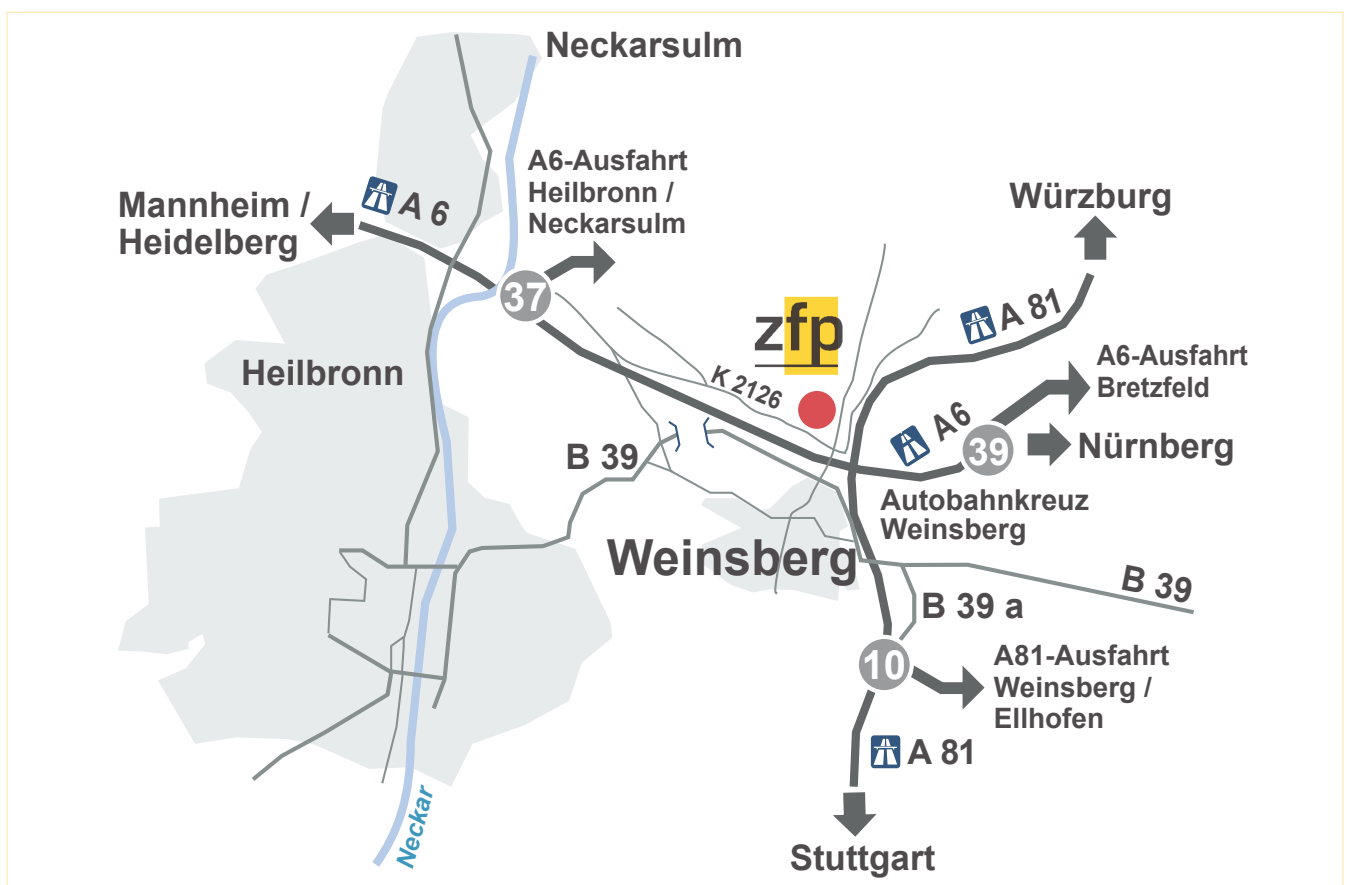 Neckarsulm
A6-Ausfahrt
Heilbronn /
Neckarsulm
Mannheim /
Heidelberg
A 6
Würzburg
37
A 81
zfp
A6-Ausfahrt
Bretzfeld
Heilbronn
K 2126
A6
39
Nürnberg
B 39
Autobahnkreuz
Weinsberg
Weinsberg
B 39
B 39 a
10
A81-Ausfahrt
Weinsberg /
Ellhofen
A 81
Neckar
Stuttgart